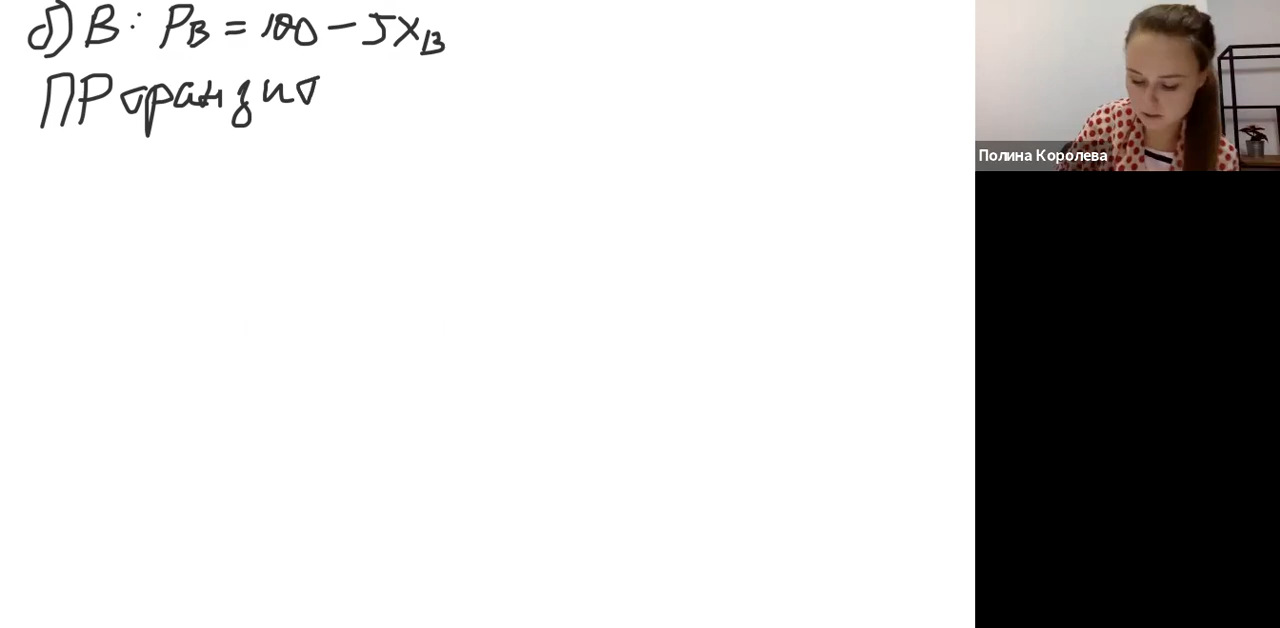 б) B: P_B = 100 - 5x_B
ПР транзит
Полина Королева